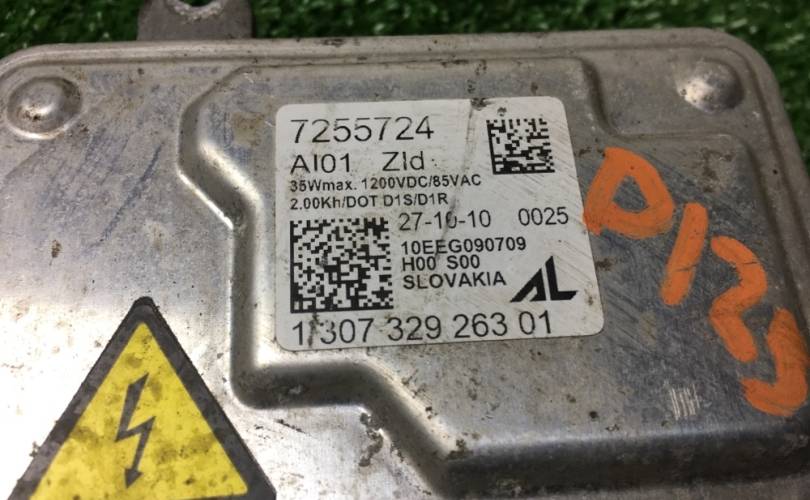 7255724
AI01 Zld
35Wmax. 1200VDC/85VAC
2.00Kh/DOT D1S/D1R
27-10-10 0025
10EEG090709
H00 S00
SLOVAKIA AL
1 307 329 263 01